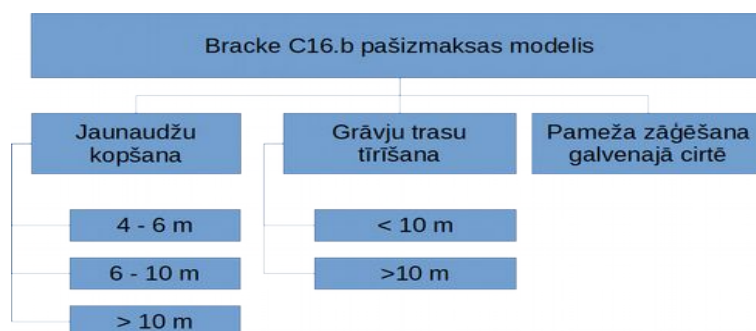 Bracke C16.b pašizmaksas modelis
Jaunaudžu
kopšana
Grāvju trasu
tīrīšana
Pameža zāģēšana
galvenajā cirtē
4 - 6 m
6 - 10 m
> 10 m
< 10 m
>10 m